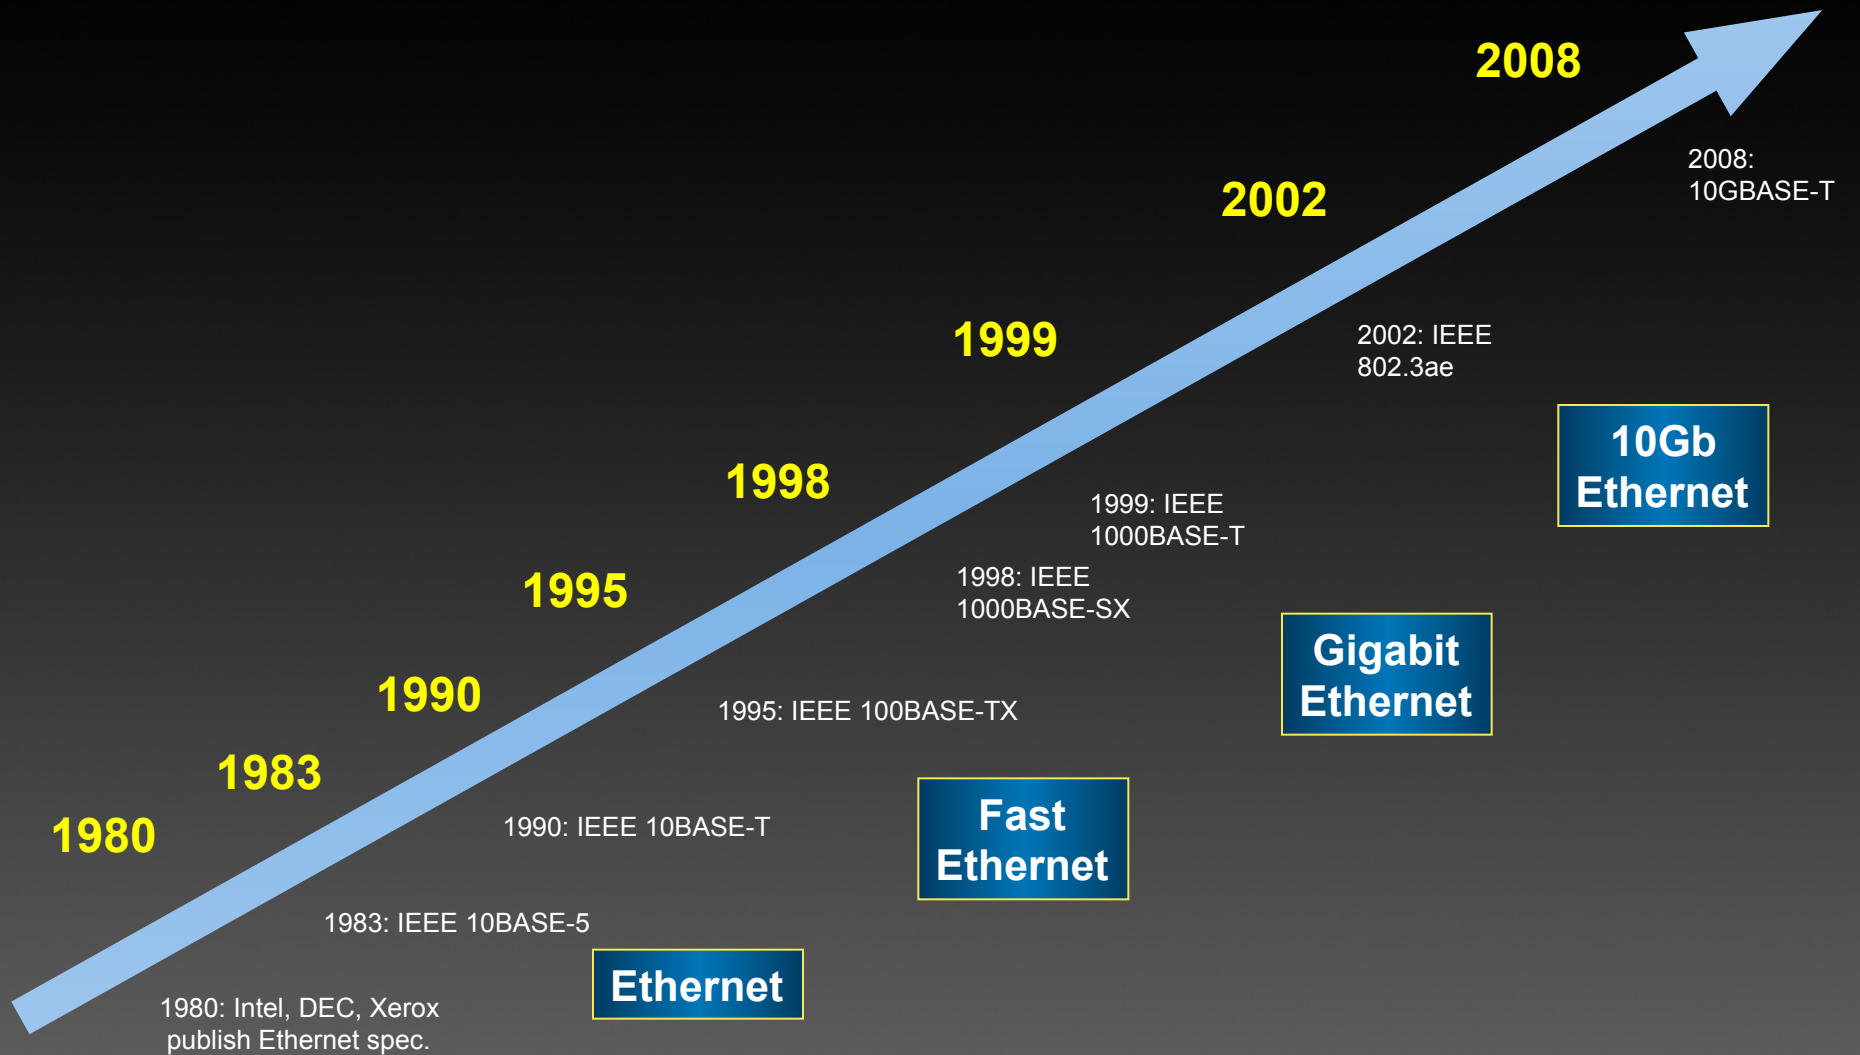 2008
2008:
10GBASE-T
2002
2002: IEEE
802.3ae
1999
10Gb
Ethernet
1998
1999: IEEE
1000BASE-T
1998: IEEE
1000BASE-SX
1995
Gigabit
Ethernet
1990
1995: IEEE 100BASE-TX
1983
Fast
Ethernet
1980
1990: IEEE 10BASE-T
1983: IEEE 10BASE-5
Ethernet
1980: Intel, DEC, Xerox
publish Ethernet spec.